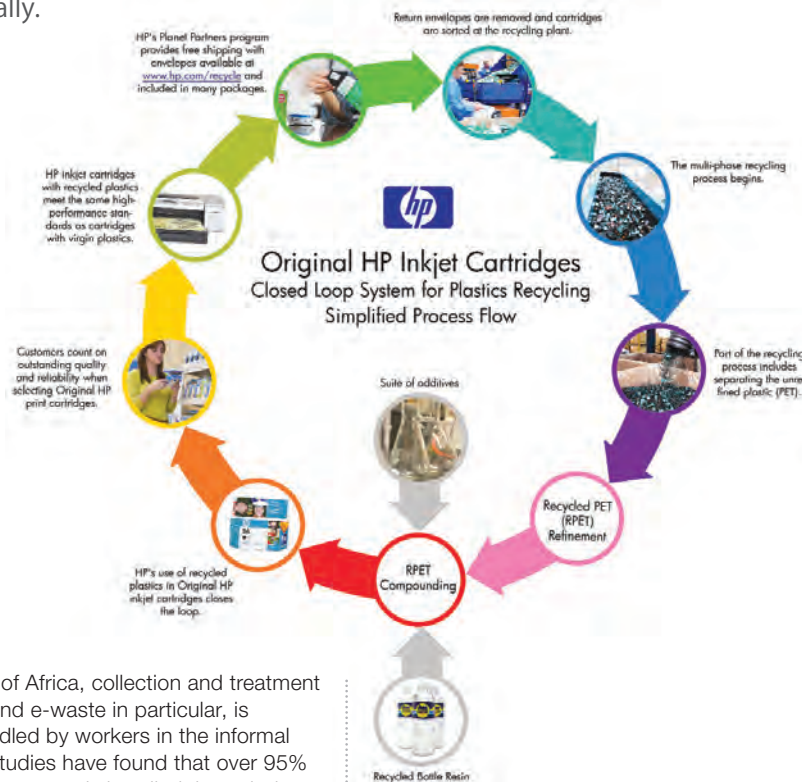 ally.
HP's Planet Partners program
provides free shipping with
envelopes available at
www.hp.com/recycle and
included in many packages.
Return envelopes are removed and cartridges
are sorted at the recycling plant.
The multi-phase recycling
process begins.
HP inkjet cartridges
with recycled plastics
meet the same high-
performance stan-
dards as cartridges
with virgin plastics.
hp
Original HP Inkjet Cartridges
Closed Loop System for Plastics Recycling
Simplified Process Flow
Part of the recycling
process includes
separating the unre
fined plastic (PET).
Customers count on
outstanding quality
and reliability when
selecting Original HP
print cartridges.
Suite of additives
Recycled PET
(RPET)
Refinement
RPET
Compounding
HP's use of recycled
plastics in Original HP
inkjet cartridges closes
the loop.
Recycled Bottle Resin
of Africa, collection and treatment
nd e-waste in particular, is
dled by workers in the informal
tudies have found that over 95%